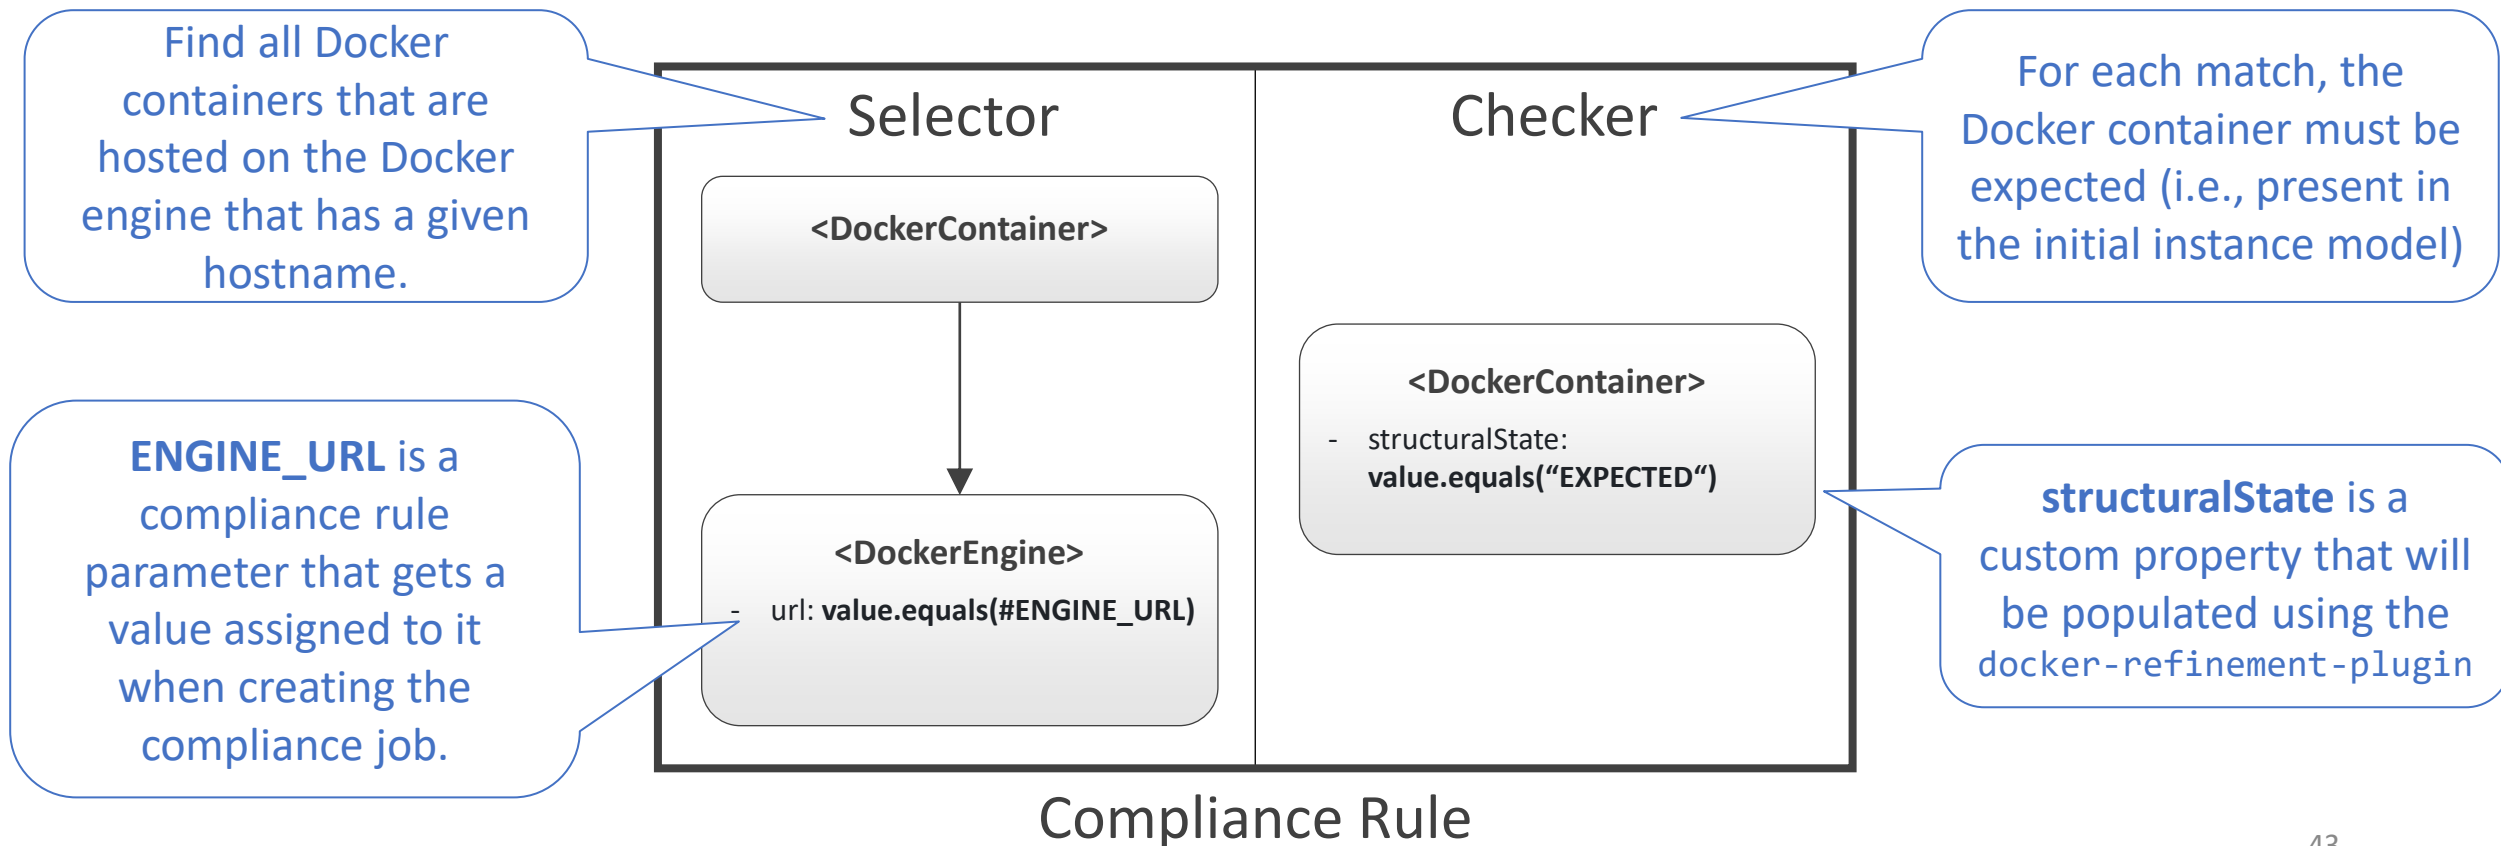 Find all Docker
containers that are
hosted on the Docker
engine that has a given
hostname.
ENGINE_URL is a
compliance rule
parameter that gets a
value assigned to it
when creating the
compliance job.
Selector
<DockerContainer>
<DockerEngine>
- url: value.equals(#ENGINE_URL)
Checker
<DockerContainer>
- structuralState:
value.equals(“EXPECTED“)
Compliance Rule
For each match, the
Docker container must be
expected (i.e., present in
the initial instance model)
structuralState is a
custom property that will
be populated using the
docker-refinement-plugin
43